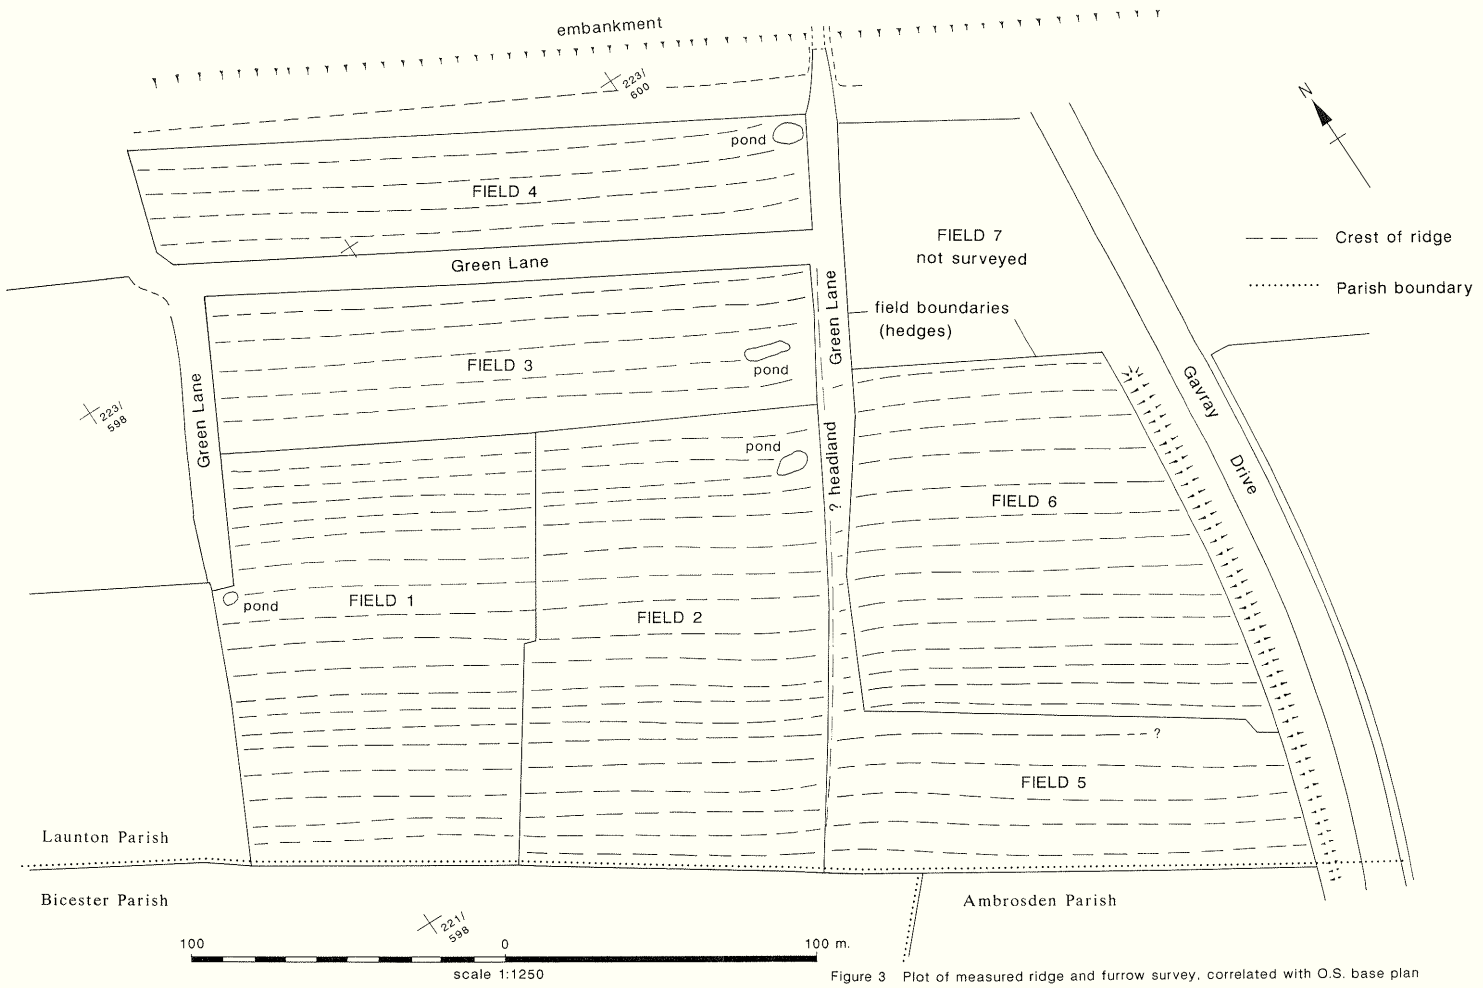 embankment
223/
600
N
pond
FIELD 4
FIELD 7
not surveyed
Crest of ridge
Green Lane
Parish boundary
field boundaries
(hedges)
Green Lane
FIELD 3
pond
Gavray
Drive
223/
598
Green Lane
pond
? headland
FIELD 6
pond
FIELD 1
FIELD 2
?
FIELD 5
Launton Parish
Bicester Parish
Ambrosden Parish
221/
598
100 0 100 m.
scale 1:1250
Figure 3 Plot of measured ridge and furrow survey, correlated with O.S. base plan